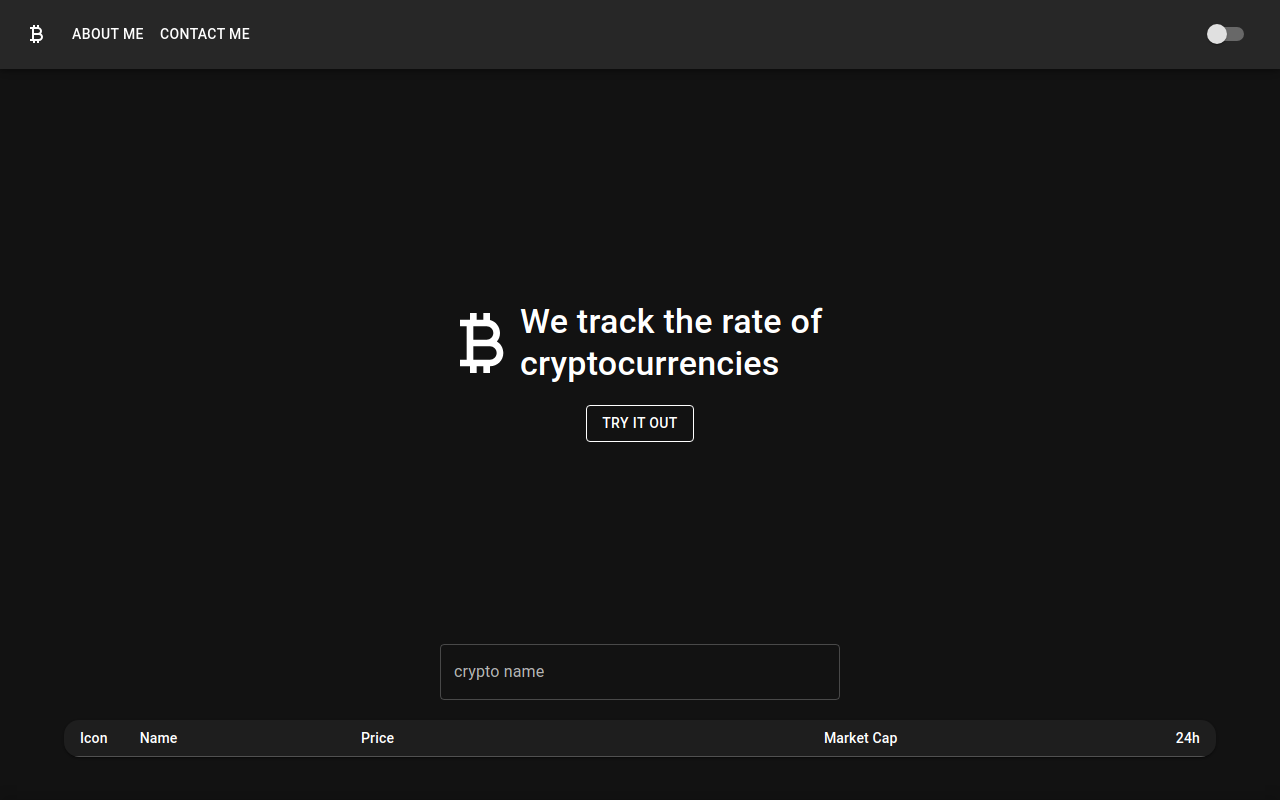 ABOUT ME CONTACT ME
We track the rate of
cryptocurrencies
TRY IT OUT
crypto name
Icon Name Price Market Cap 24h